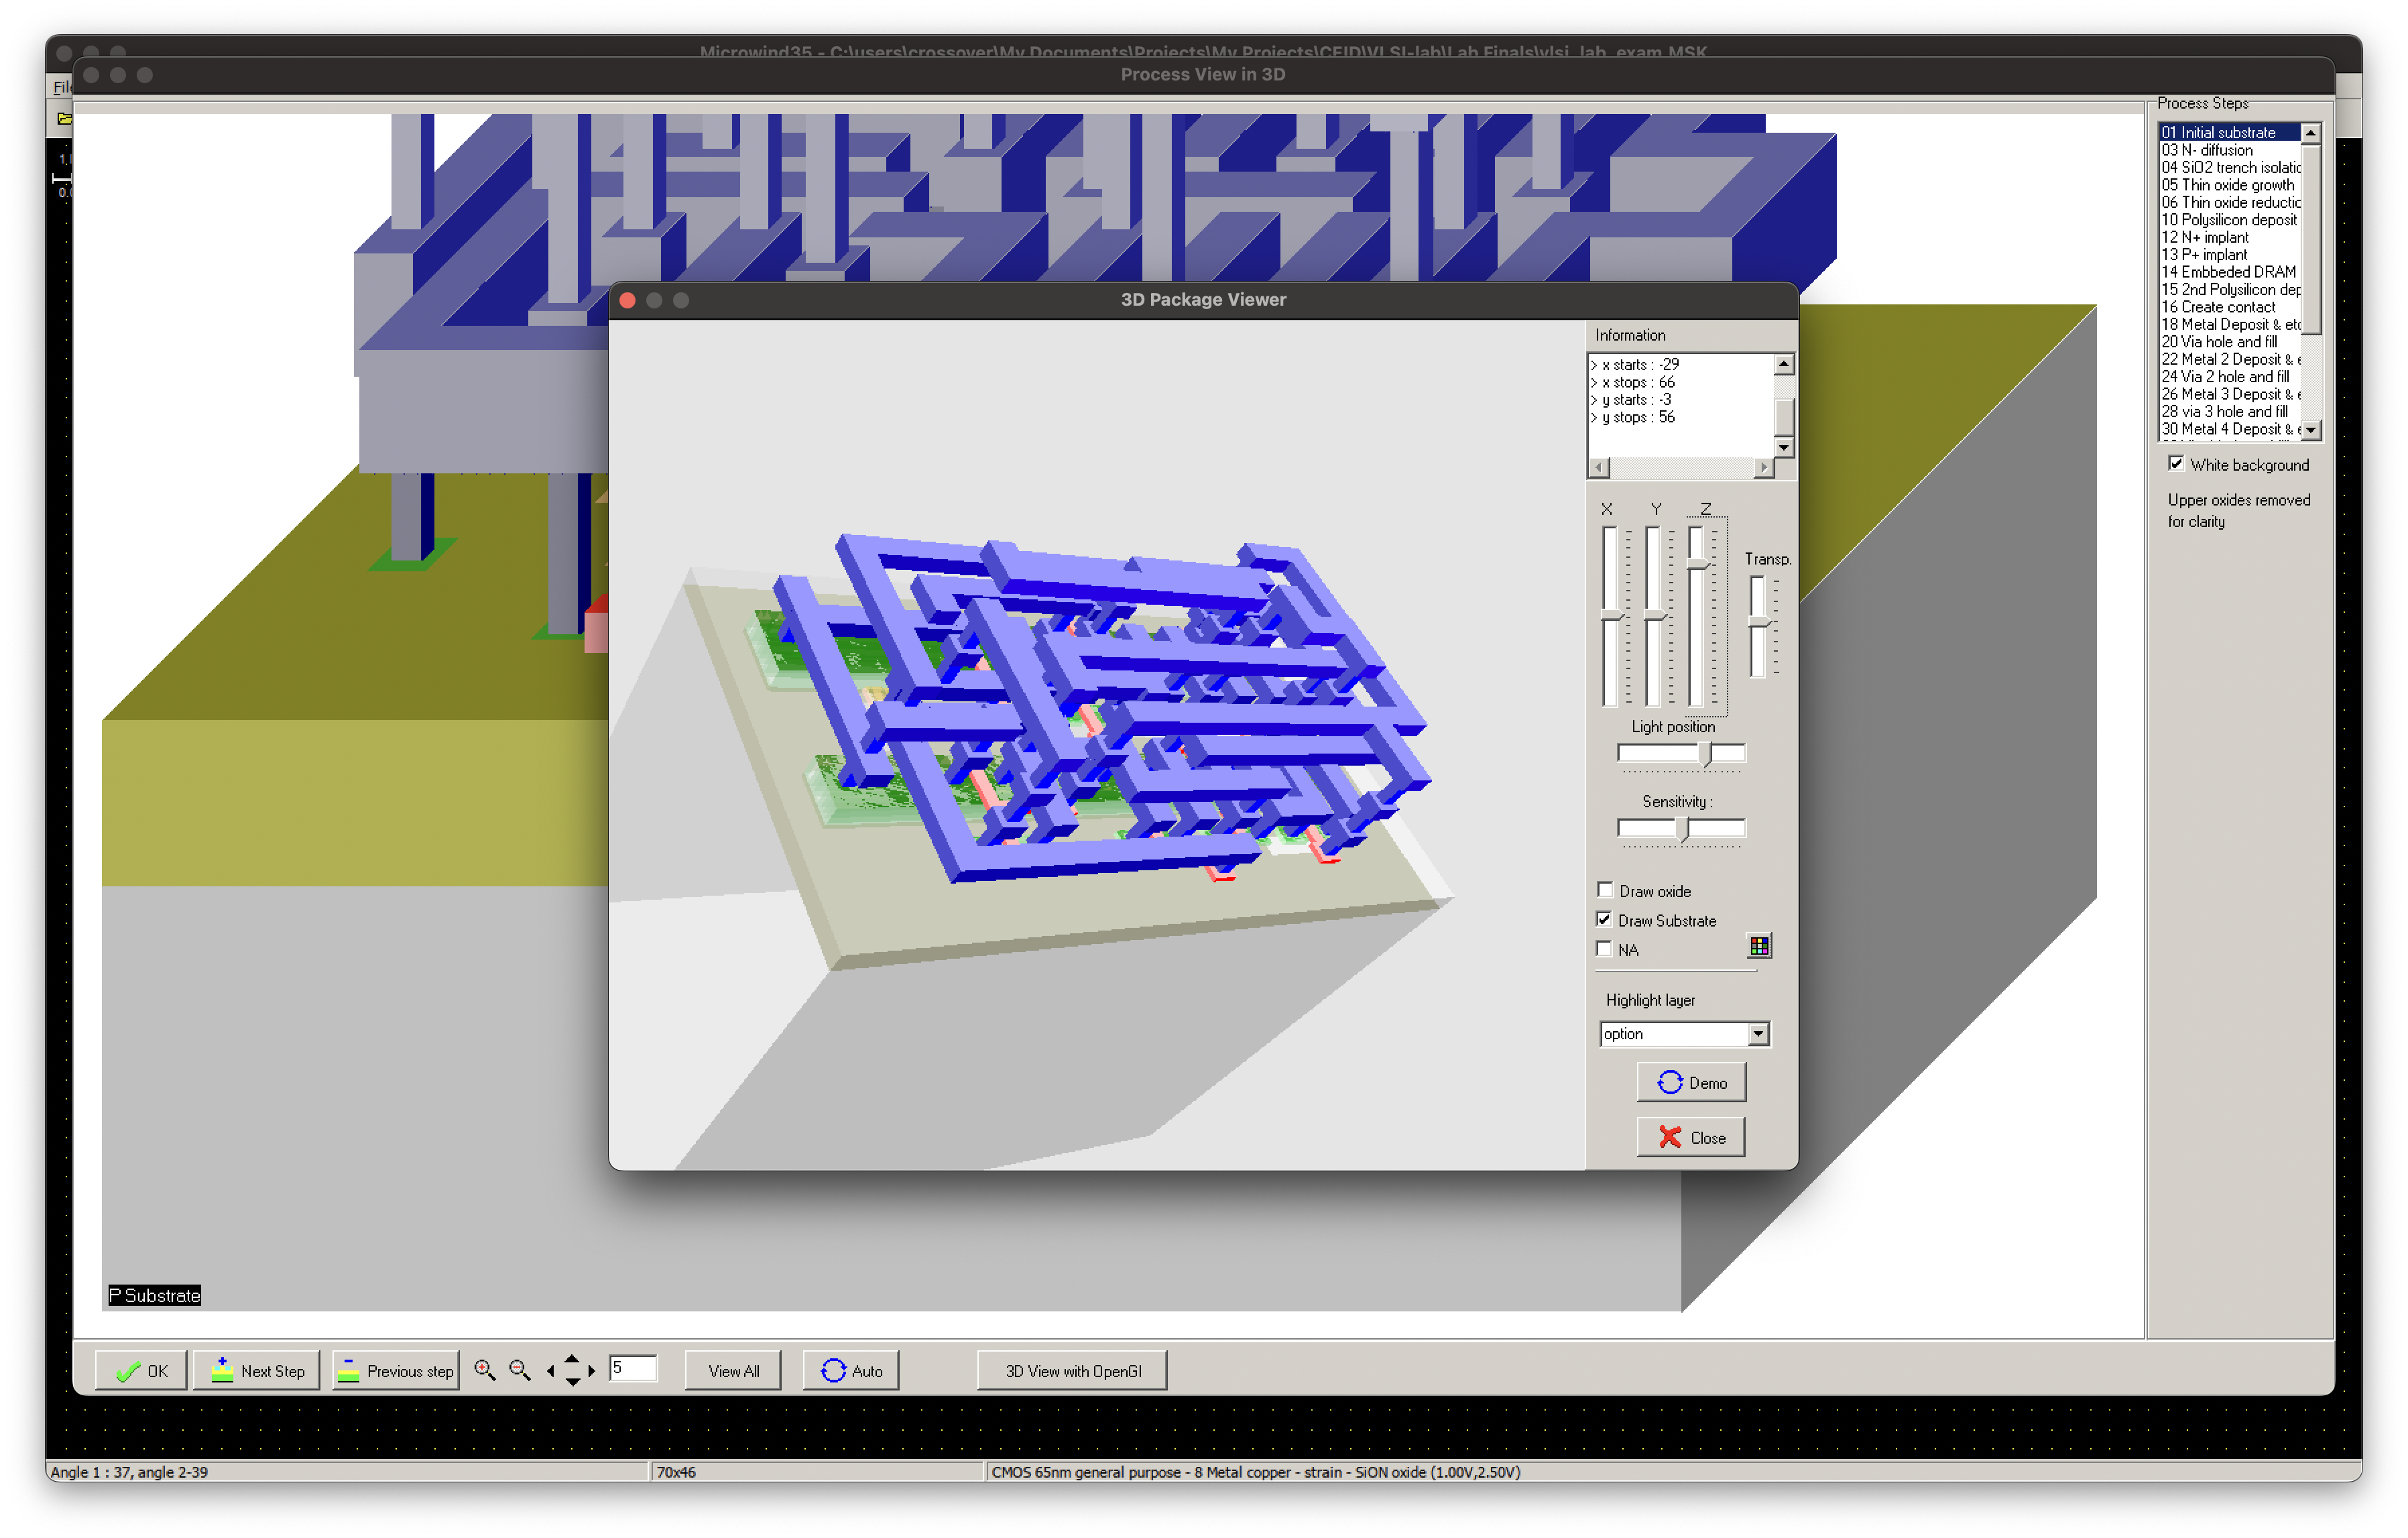 Microwind35 - C:\users\crossover\My Documents\Projects\My Projects\CEID\VLSI-lab\Lab Finals\vlsi_lab_exam.MSK
Process View in 3D
File
Process Steps
01 Initial substrate
03 N- diffusion
04 SiO2 trench isolatic
05 Thin oxide growth
06 Thin oxide reductic
10 Polysilicon deposit
12 N+ implant
13 P+ implant
14 Embbeded DRAM
15 2nd Polysilicon dep
16 Create contact
18 Metal Deposit & etc
20 Via hole and fill
22 Metal 2 Deposit & e
24 Via 2 hole and fill
26 Metal 3 Deposit & e
28 via 3 hole and fill
30 Metal 4 Deposit & e
White background
Upper oxides removed
for clarity
3D Package Viewer
Information
> x starts : -29
> x stops : 66
> y starts : -3
> y stops : 56
X Y Z
Transp.
Light position
Sensitivity :
Draw oxide
Draw Substrate
NA
Highlight layer
option
Demo
Close
P Substrate
OK Next Step Previous step 5 View All Auto 3D View with OpenGl
Angle 1 : 37, angle 2-39 70x46 CMOS 65nm general purpose - 8 Metal copper - strain - SiON oxide (1.00V,2.50V)